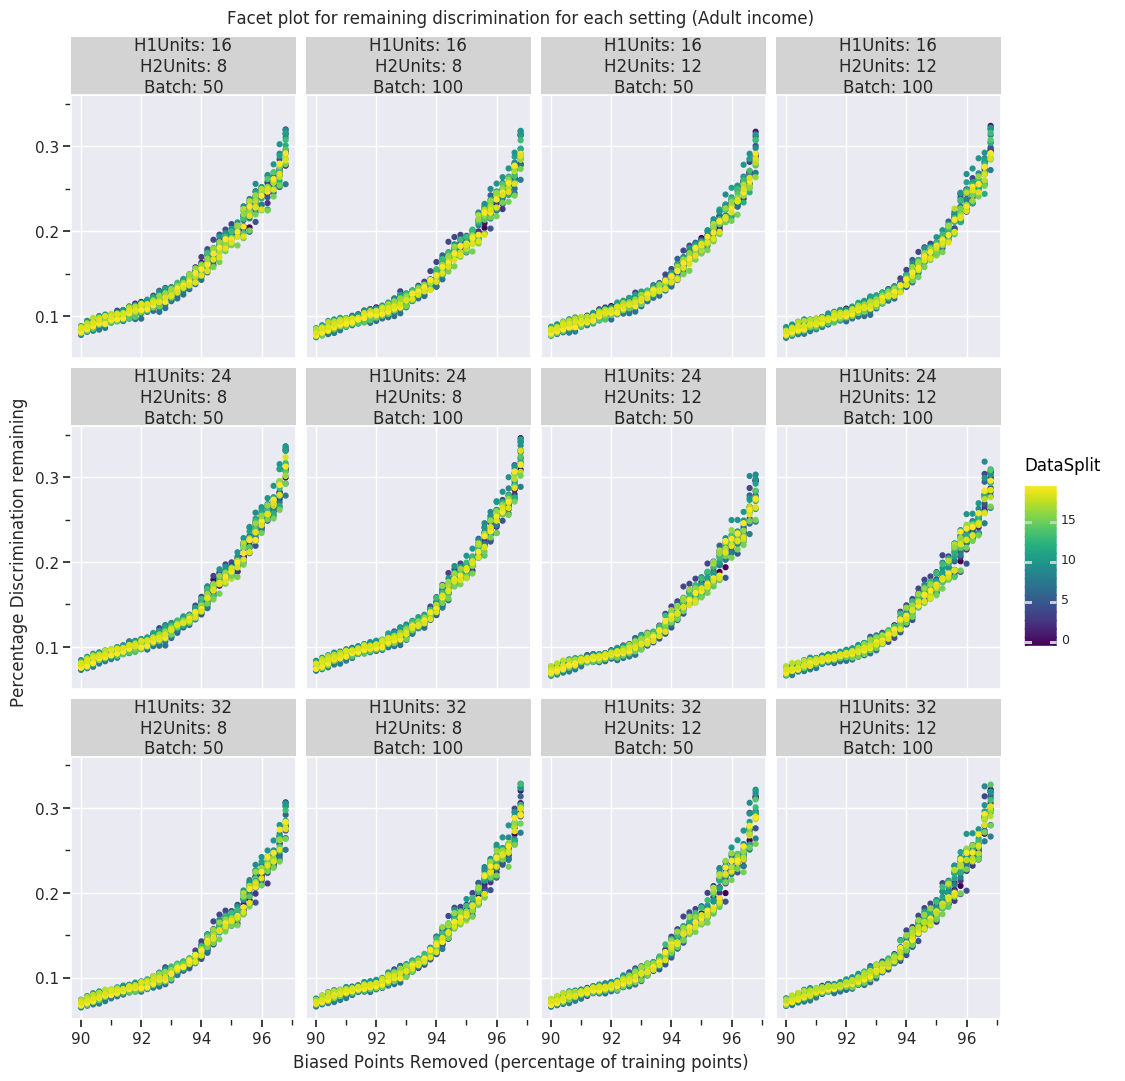 Facet plot for remaining discrimination for each setting (Adult income)
H1Units: 16
H2Units: 8
Batch: 50
H1Units: 16
H2Units: 8
Batch: 100
H1Units: 16
H2Units: 12
Batch: 50
H1Units: 16
H2Units: 12
Batch: 100
0.3
0.2
0.1
H1Units: 24
H2Units: 8
Batch: 50
H1Units: 24
H2Units: 8
Batch: 100
H1Units: 24
H2Units: 12
Batch: 50
H1Units: 24
H2Units: 12
Batch: 100
0.3
0.2
0.1
Percentage Discrimination remaining
DataSplit
15
10
5
0
H1Units: 32
H2Units: 8
Batch: 50
H1Units: 32
H2Units: 8
Batch: 100
H1Units: 32
H2Units: 12
Batch: 50
H1Units: 32
H2Units: 12
Batch: 100
0.3
0.2
0.1
90 92 94 96 90 92 94 96 90 92 94 96 90 92 94 96
Biased Points Removed (percentage of training points)